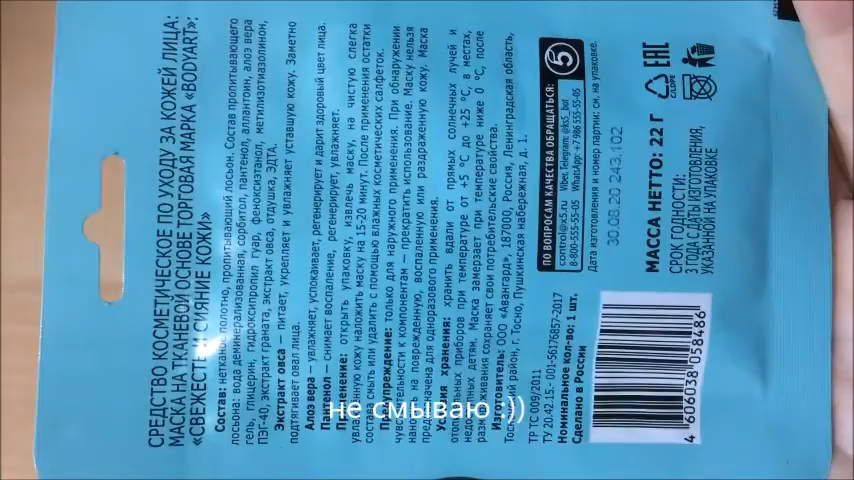 СРЕДСТВО КОСМЕТИЧЕСКОЕ ПО УХОДУ ЗА КОЖЕЙ ЛИЦА:
МАСКА НА ТКАНЕВОЙ ОСНОВЕ ТОРГОВАЯ МАРКА «BODYART»:
«СВЕЖЕСТЬ И СИЯНИЕ КОЖИ»
Состав: нетканое полотно, пропитывающий лосьон. Состав пропитывающего
лосьона: вода деминерализованная, сорбитол, пантенол, аллантоин, алоэ вера
гель, глицерин, гидроксипропил гуар, феноксиэтанол, метилизотиазолинон,
ПЭГ-40, экстракт граната, экстракт овса, отдушка, ЭДТА.
Экстракт овса — питает, укрепляет и увлажняет уставшую кожу. Заметно
подтягивает овал лица.
Алоэ вера — увлажняет, успокаивает, регенерирует и дарит здоровый цвет лица.
Пантенол — снимает воспаление, регенерирует, увлажняет.
Применение: открыть упаковку, извлечь маску, на чистую слегка
увлажненную кожу наложить маску на 15-20 минут. После применения остатки
состава смыть или удалить с помощью влажных косметических салфеток.
Предупреждение: только для наружного применения. При обнаружении
чувствительности к компонентам — прекратить использование. Маску нельзя
наносить на поврежденную, воспаленную или раздраженную кожу. Маска
предназначена для одноразового применения.
Условия хранения: хранить вдали от прямых солнечных лучей и
отопительных приборов при температуре от +5 °C до +25 °C, в местах,
недоступных детям. Маска замерзает при температуре ниже 0 °C, после
размораживания сохраняет свои потребительские свойства.
Изготовитель: ООО «Авангард», 187000, Россия, Ленинградская область,
Тосненский район, г. Тосно, Пушкинская набережная, д. 1.
ТР ТС 009/2011
ТУ 20.42.15.-001-56176857-2017
Номинальное кол-во: 1 шт.
Сделано в России
ПО ВОПРОСАМ КАЧЕСТВА ОБРАЩАТЬСЯ:
5
control@x5.ru Viber, Telegram: @ks5_bot
8-800-555-55-05 WhatsApp: +7 986 555-55-05
Дата изготовления и номер партии: см. на упаковке.
30.08.20 243.102
МАССА НЕТТО: 22 Г
СРОК ГОДНОСТИ:
3 ГОДА С ДАТЫ ИЗГОТОВЛЕНИЯ,
УКАЗАННОЙ НА УПАКОВКЕ
EAC
4 606038 058486
не смываю :))